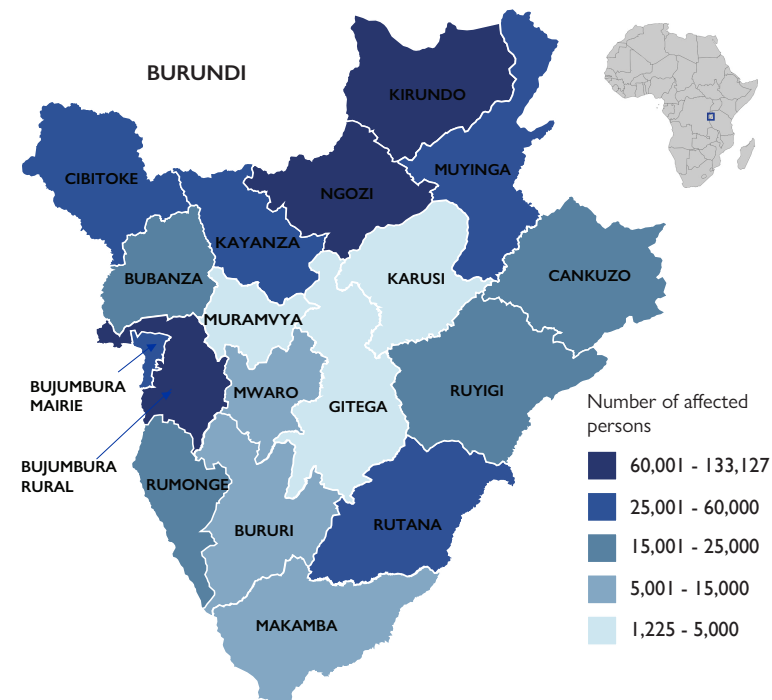 BURUNDI
KIRUNDO
MUYINGA
CIBITOKE
NGOZI
KAYANZA
BUBANZA
KARUSI
CANKUZO
MURAMVYA
BUJUMBURA
MAIRIE
MWARO
GITEGA
RUYIGI
BUJUMBURA
RURAL
RUMONGE
BURURI
RUTANA
MAKAMBA
Number of affected
persons
60,001 - 133,127
25,001 - 60,000
15,001 - 25,000
5,001 - 15,000
1,225 - 5,000